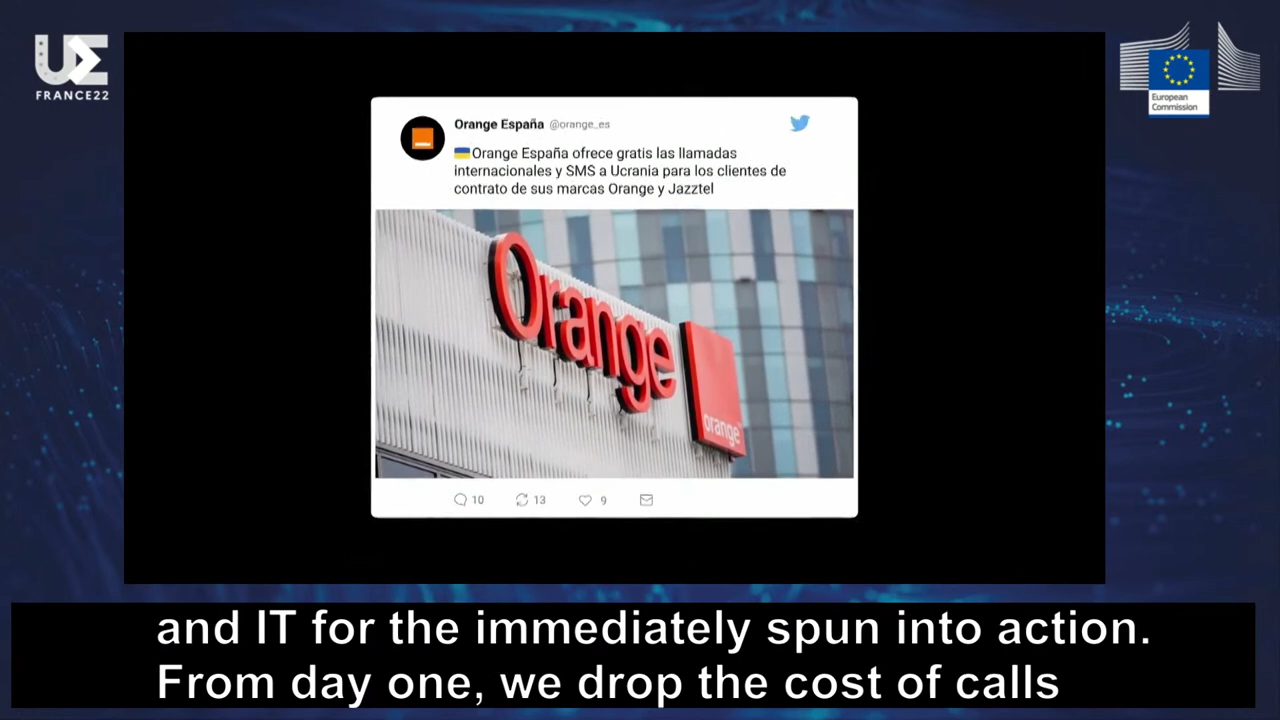 UE
FRANCE22
European
Commission
Orange España @orange_es
Orange España ofrece gratis las llamadas
internacionales y SMS a Ucrania para los clientes de
contrato de sus marcas Orange y Jazztel
Orange
orange
10 13 9
and IT for the immediately spun into action.
From day one, we drop the cost of calls